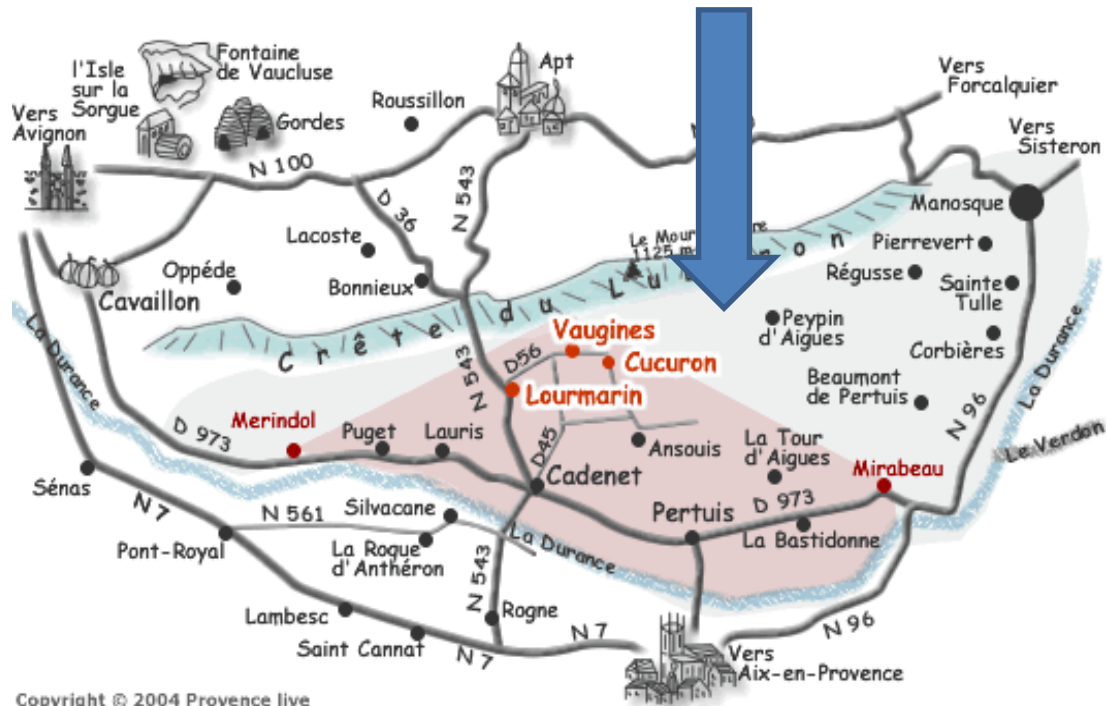 Fontaine
de Vaucluse
l'Isle
sur la
Sorgue
Vers
Avignon
Gordes
Roussillon
Apt
Vers
Forcalquier
Vers
Sisteron
N 100
D 36
N 543
Manosque
Lacoste
Oppéde
Bonnieux
Cavaillon
1125
Pierrevert
Régusse
Sainte
Tulle
Corbières
Peypin
d'Aigues
Beaumont
de Pertuis
Crête du
La Durance
Vaugines
D56
Cucuron
Lourmarin
N 543
Merindol
Puget
Lauris
D45
Ansouis
La Tour
d'Aigues
Mirabeau
N 96
La Durance
Le Verdon
D 973
Cadenet
Pertuis
D 973
La Bastidonne
Sénas
N 7
N 561
Silvacane
Pont-Royal
La Roque
d'Anthéron
La Durance
N 543
Lambesc
Rogne
Saint Cannat
N 7
N 7
N 96
Vers
Aix-en-Provence
Copyright © 2004 Provence live